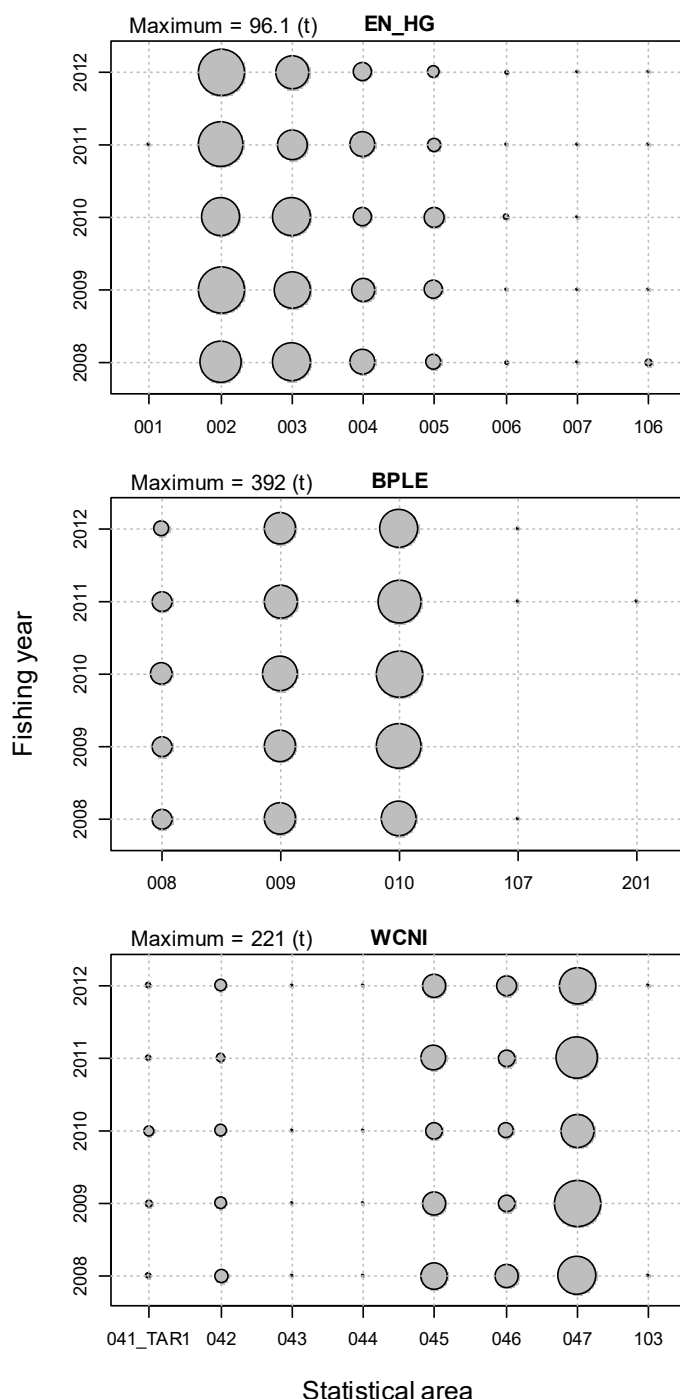 Maximum = 96.1 (t) EN_HG
2012
2011
2010
2009
2008
001 002 003 004 005 006 007 106
Maximum = 392 (t) BPLE
2012
2011
2010
2009
2008
008 009 010 107 201
Fishing year
Maximum = 221 (t) WCNI
2012
2011
2010
2009
2008
041_TAR1 042 043 044 045 046 047 103
Statistical area